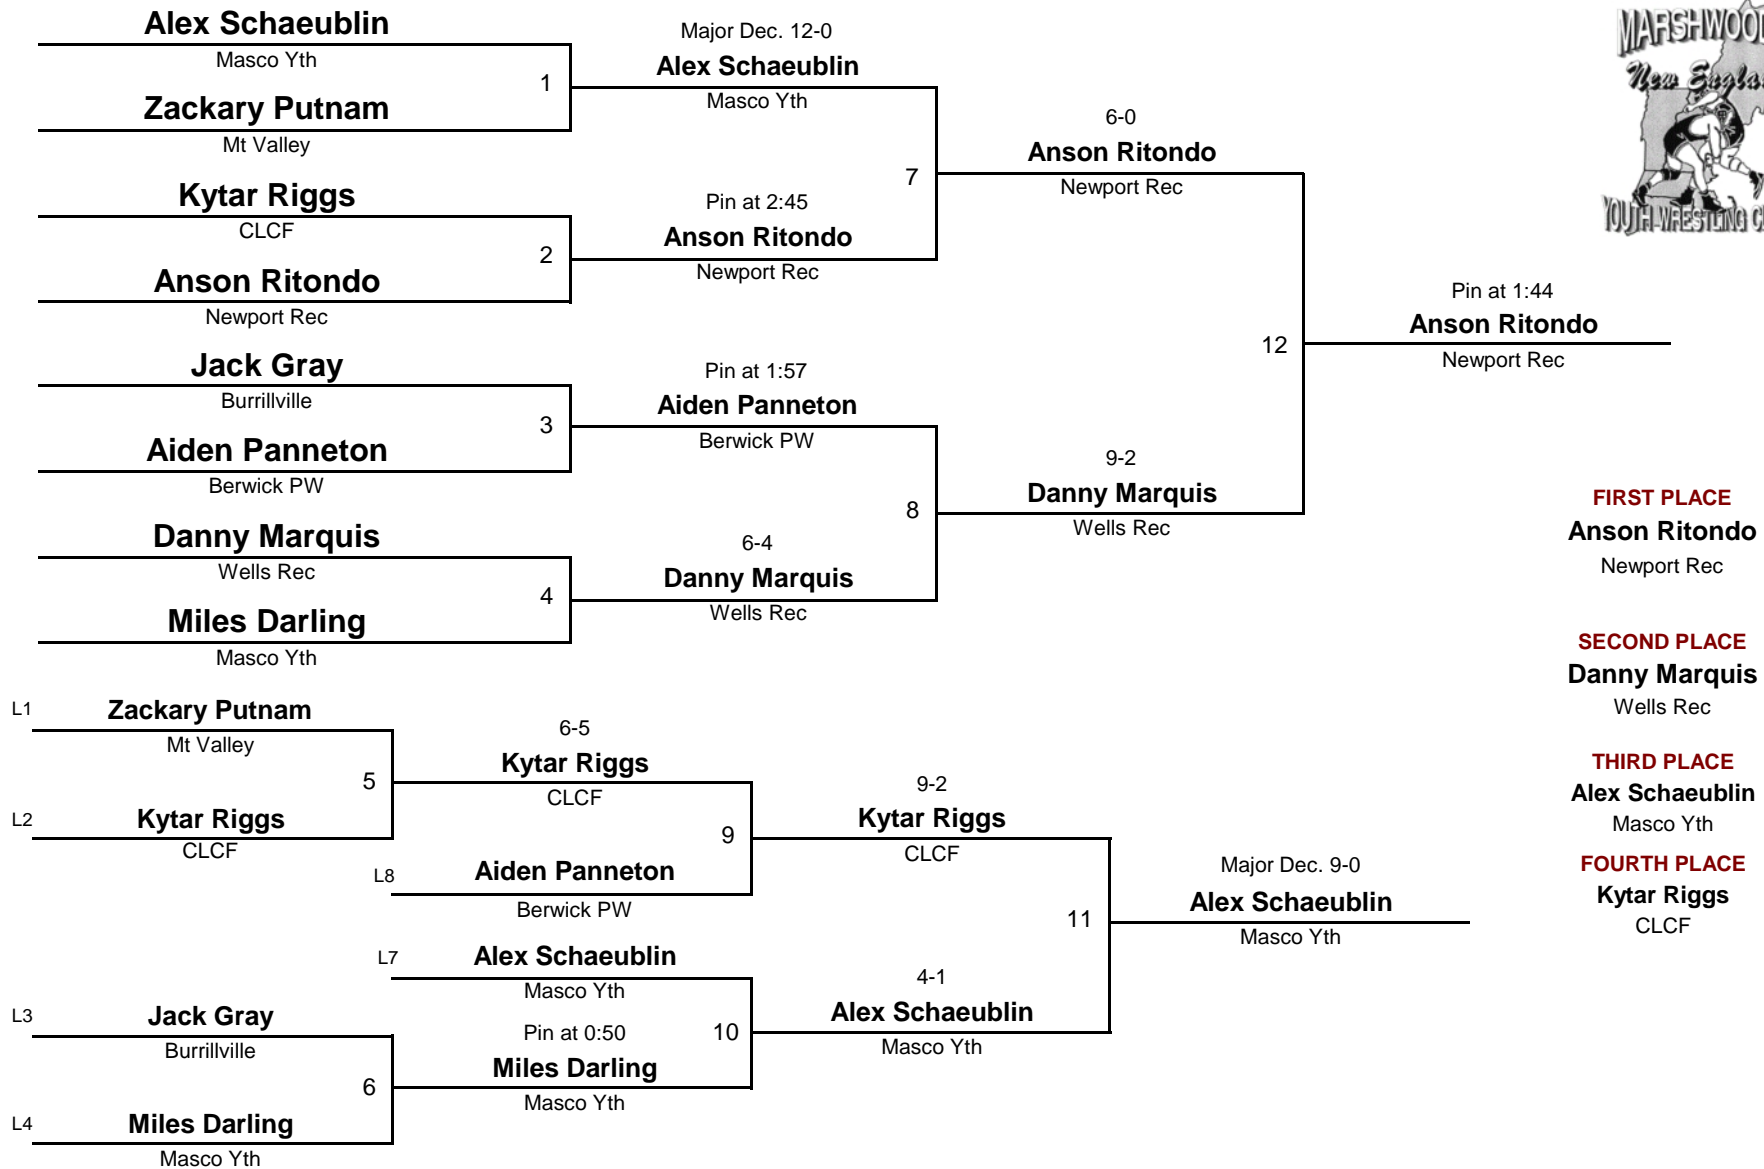 Alex Schaeublin
Masco Yth
1
Zackary Putnam
Mt Valley
Kytar Riggs
CLCF
2
Anson Ritondo
Newport Rec
Jack Gray
Burrillville
3
Aiden Panneton
Berwick PW
Danny Marquis
Wells Rec
4
Miles Darling
Masco Yth
Major Dec. 12-0
Alex Schaeublin
Masco Yth
7
Pin at 2:45
Anson Ritondo
Newport Rec
Pin at 1:57
Aiden Panneton
Berwick PW
8
6-4
Danny Marquis
Wells Rec
6-0
Anson Ritondo
Newport Rec
12
9-2
Danny Marquis
Wells Rec
Pin at 1:44
Anson Ritondo
Newport Rec
MARSHWOOD
New England
YOUTH WRESTLING
FIRST PLACE
Anson Ritondo
Newport Rec
SECOND PLACE
Danny Marquis
Wells Rec
THIRD PLACE
Alex Schaeublin
Masco Yth
FOURTH PLACE
Kytar Riggs
CLCF
L1
Zackary Putnam
Mt Valley
5
L2
Kytar Riggs
CLCF
6-5
Kytar Riggs
CLCF
9
L8
Aiden Panneton
Berwick PW
L7
Alex Schaeublin
Masco Yth
10
L3
Jack Gray
Burrillville
6
L4
Miles Darling
Masco Yth
Pin at 0:50
Miles Darling
Masco Yth
9-2
Kytar Riggs
CLCF
11
4-1
Alex Schaeublin
Masco Yth
Major Dec. 9-0
Alex Schaeublin
Masco Yth